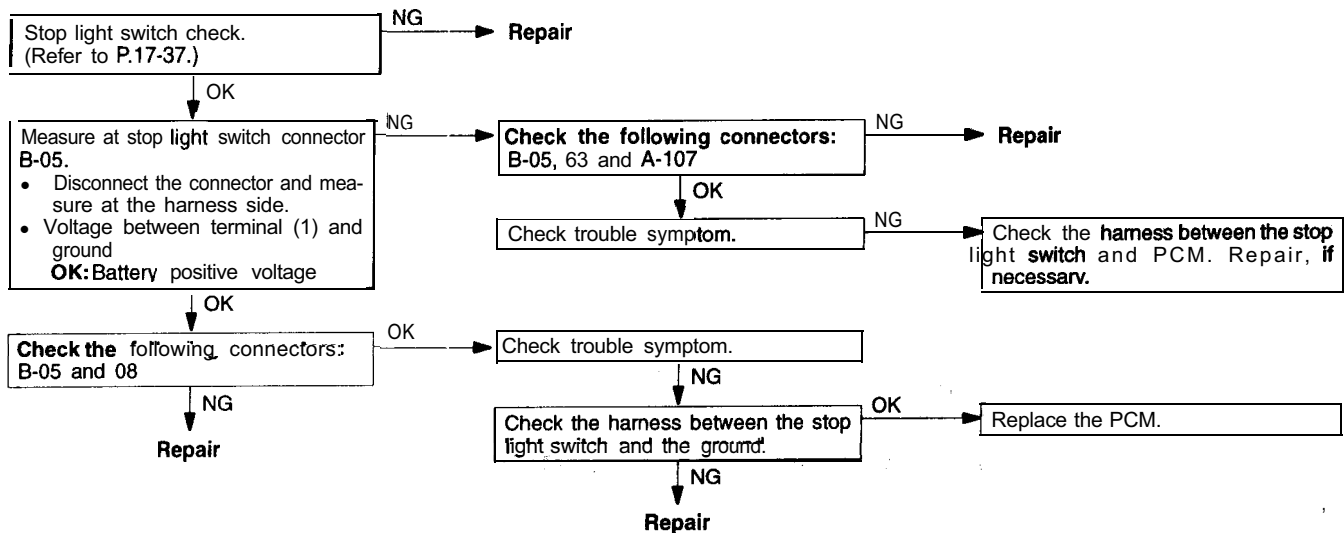 Stop light switch check.
(Refer to P.17-37.)
NG
Repair
OK
Measure at stop light switch connector
B-05.
• Disconnect the connector and mea-
sure at the harness side.
• Voltage between terminal (1) and
ground
OK: Battery positive voltage
NG
Check the following connectors:
B-05, 63 and A-107
NG
Repair
OK
Check trouble symptom.
NG
Check the harness between the stop
light switch and PCM. Repair, if
necessary.
OK
Check the following connectors:
B-05 and 08
OK
Check trouble symptom.
NG
Repair
NG
Check the harness between the stop
light switch and the ground.
OK
Replace the PCM.
NG
Repair